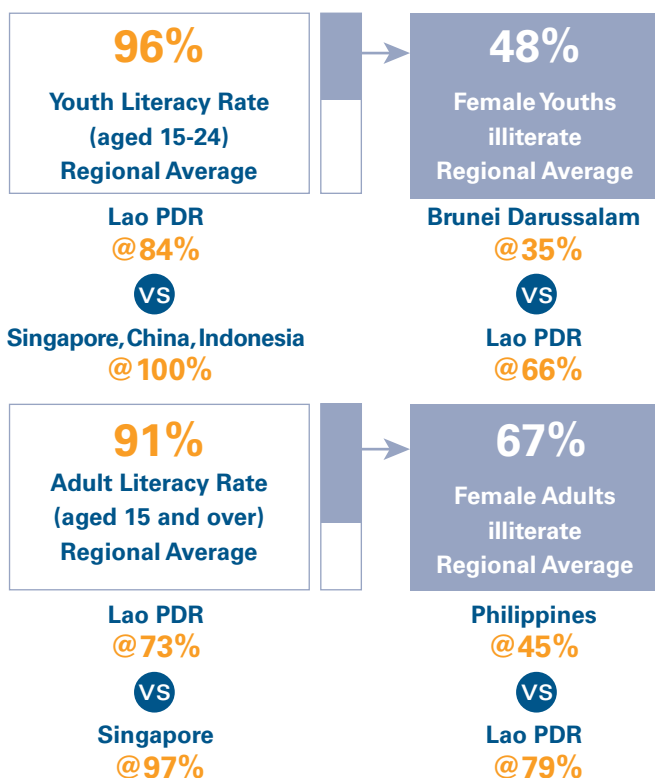 96%
Youth Literacy Rate
(aged 15-24)
Regional Average
Lao PDR
@84%
VS
Singapore, China, Indonesia
@100%
48%
Female Youths
illiterate
Regional Average
Brunei Darussalam
@35%
VS
Lao PDR
@66%
91%
Adult Literacy Rate
(aged 15 and over)
Regional Average
Lao PDR
@73%
VS
Singapore
@97%
67%
Female Adults
illiterate
Regional Average
Philippines
@45%
VS
Lao PDR
@79%